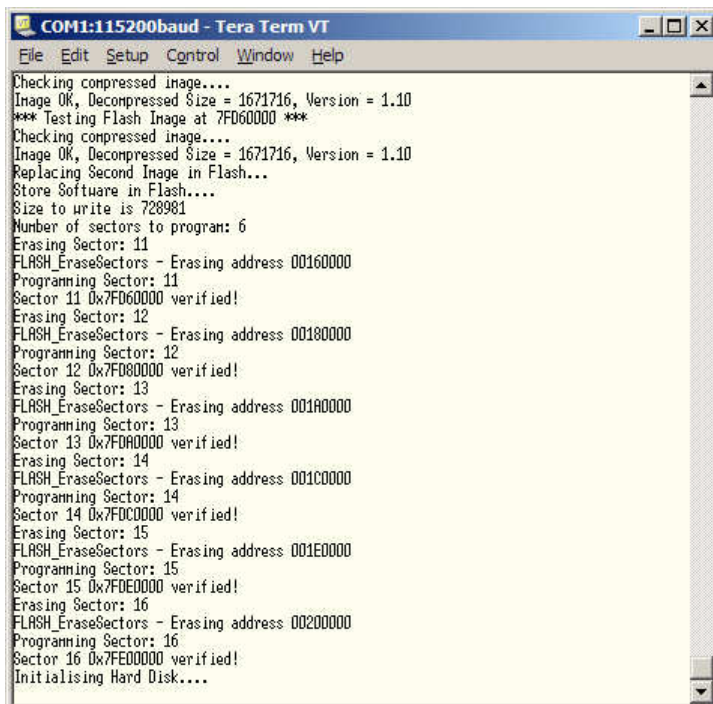 COM1:115200baud - Tera Term VT
File Edit Setup Control Window Help
Checking compressed image....
Image OK, Decompressed Size = 1671716, Version = 1.10
*** Testing Flash Image at 7FD60000 ***
Checking compressed image....
Image OK, Decompressed Size = 1671716, Version = 1.10
Replacing Second Image in Flash...
Store Software in Flash....
Size to write is 728981
Number of sectors to program: 6
Erasing Sector: 11
FLASH_EraseSectors - Erasing address 00160000
Programming Sector: 11
Sector 11 0x7FD60000 verified!
Erasing Sector: 12
FLASH_EraseSectors - Erasing address 00180000
Programming Sector: 12
Sector 12 0x7FD80000 verified!
Erasing Sector: 13
FLASH_EraseSectors - Erasing address 001A0000
Programming Sector: 13
Sector 13 0x7FDA0000 verified!
Erasing Sector: 14
FLASH_EraseSectors - Erasing address 001C0000
Programming Sector: 14
Sector 14 0x7FDC0000 verified!
Erasing Sector: 15
FLASH_EraseSectors - Erasing address 001E0000
Programming Sector: 15
Sector 15 0x7FDE0000 verified!
Erasing Sector: 16
FLASH_EraseSectors - Erasing address 00200000
Programming Sector: 16
Sector 16 0x7FE00000 verified!
Initialising Hard Disk....